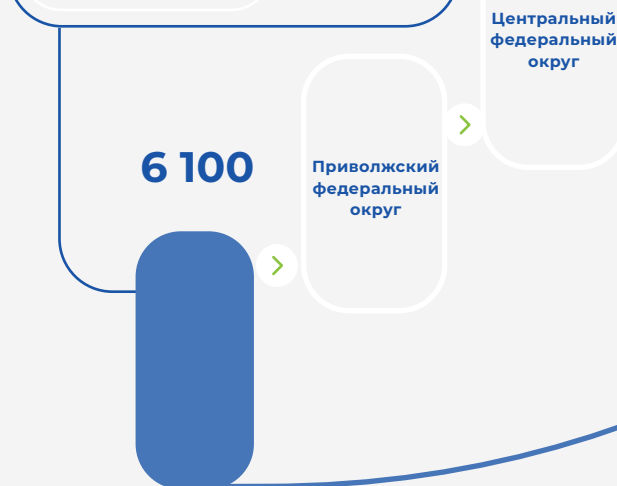 Центральный
федеральный
округ
6 100
Приволжский
федеральный
округ